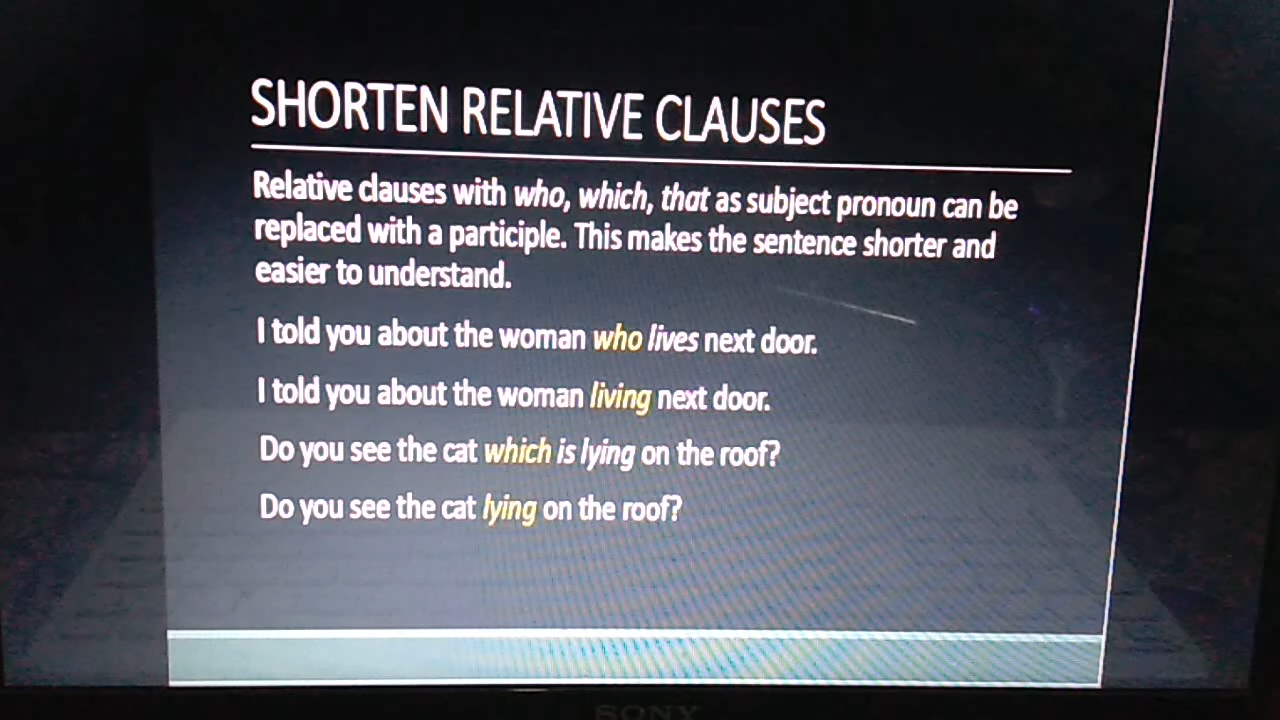 SHORTEN RELATIVE CLAUSES
Relative clauses with who, which, that as subject pronoun can be
replaced with a participle. This makes the sentence shorter and
easier to understand.
I told you about the woman who lives next door.
I told you about the woman living next door.
Do you see the cat which is lying on the roof?
Do you see the cat lying on the roof?
SONY